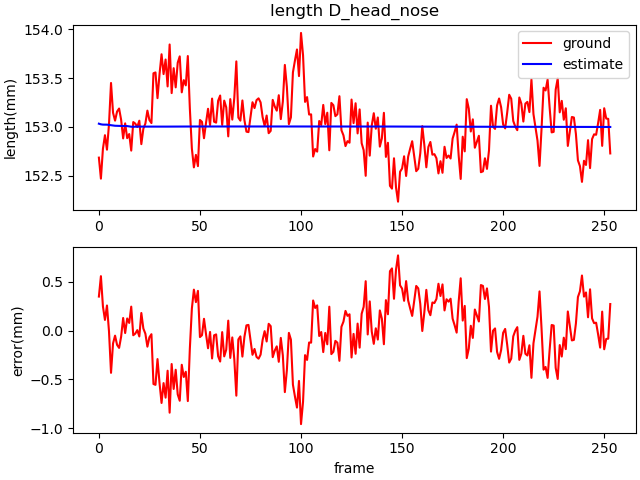 length D_head_nose
length(mm)
154.0
153.5
153.0
152.5
ground
estimate
0 50 100 150 200 250
error(mm)
0.5
0.0
−0.5
−1.0
0 50 100 150 200 250
frame